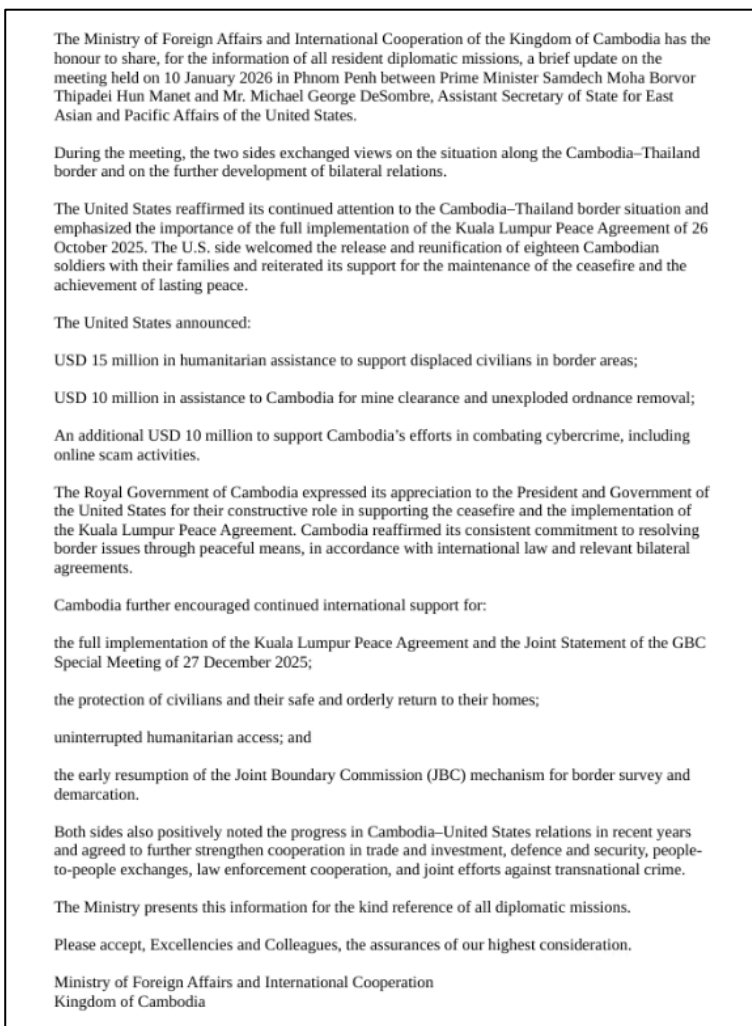 The Ministry of Foreign Affairs and International Cooperation of the Kingdom of Cambodia has the
honour to share, for the information of all resident diplomatic missions, a brief update on the
meeting held on 10 January 2026 in Phnom Penh between Prime Minister Samdech Moha Borvor
Thipadei Hun Manet and Mr. Michael George DeSombre, Assistant Secretary of State for East
Asian and Pacific Affairs of the United States.
During the meeting, the two sides exchanged views on the situation along the Cambodia–Thailand
border and on the further development of bilateral relations.
The United States reaffirmed its continued attention to the Cambodia–Thailand border situation and
emphasized the importance of the full implementation of the Kuala Lumpur Peace Agreement of 26
October 2025. The U.S. side welcomed the release and reunification of eighteen Cambodian
soldiers with their families and reiterated its support for the maintenance of the ceasefire and the
achievement of lasting peace.
The United States announced:
USD 15 million in humanitarian assistance to support displaced civilians in border areas;
USD 10 million in assistance to Cambodia for mine clearance and unexploded ordnance removal;
An additional USD 10 million to support Cambodia’s efforts in combating cybercrime, including
online scam activities.
The Royal Government of Cambodia expressed its appreciation to the President and Government of
the United States for their constructive role in supporting the ceasefire and the implementation of
the Kuala Lumpur Peace Agreement. Cambodia reaffirmed its consistent commitment to resolving
border issues through peaceful means, in accordance with international law and relevant bilateral
agreements.
Cambodia further encouraged continued international support for:
the full implementation of the Kuala Lumpur Peace Agreement and the Joint Statement of the GBC
Special Meeting of 27 December 2025;
the protection of civilians and their safe and orderly return to their homes;
uninterrupted humanitarian access; and
the early resumption of the Joint Boundary Commission (JBC) mechanism for border survey and
demarcation.
Both sides also positively noted the progress in Cambodia–United States relations in recent years
and agreed to further strengthen cooperation in trade and investment, defence and security, people-
to-people exchanges, law enforcement cooperation, and joint efforts against transnational crime.
The Ministry presents this information for the kind reference of all diplomatic missions.
Please accept, Excellencies and Colleagues, the assurances of our highest consideration.
Ministry of Foreign Affairs and International Cooperation
Kingdom of Cambodia